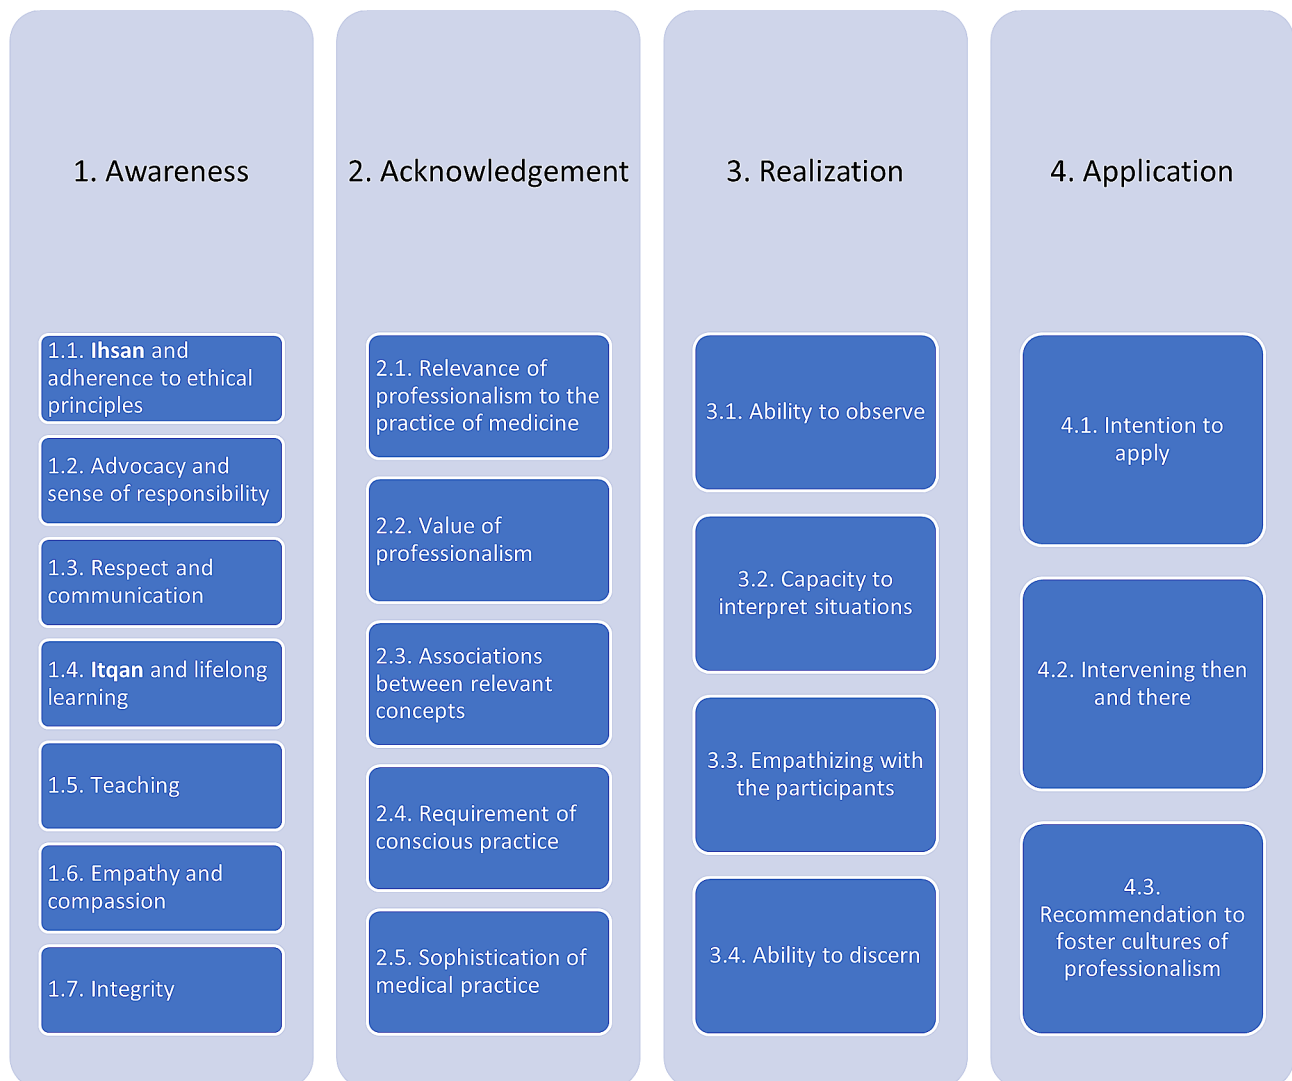 1. Awareness
1.1. Ihsan and
adherence to ethical
principles
1.2. Advocacy and
sense of responsibility
1.3. Respect and
communication
1.4. Itqan and lifelong
learning
1.5. Teaching
1.6. Empathy and
compassion
1.7. Integrity
2. Acknowledgement
2.1. Relevance of
professionalism to the
practice of medicine
2.2. Value of
professionalism
2.3. Associations
between relevant
concepts
2.4. Requirement of
conscious practice
2.5. Sophistication of
medical practice
3. Realization
3.1. Ability to observe
3.2. Capacity to
interpret situations
3.3. Empathizing with
the participants
3.4. Ability to discern
4. Application
4.1. Intention to
apply
4.2. Intervening then
and there
4.3.
Recommendation to
foster cultures of
professionalism